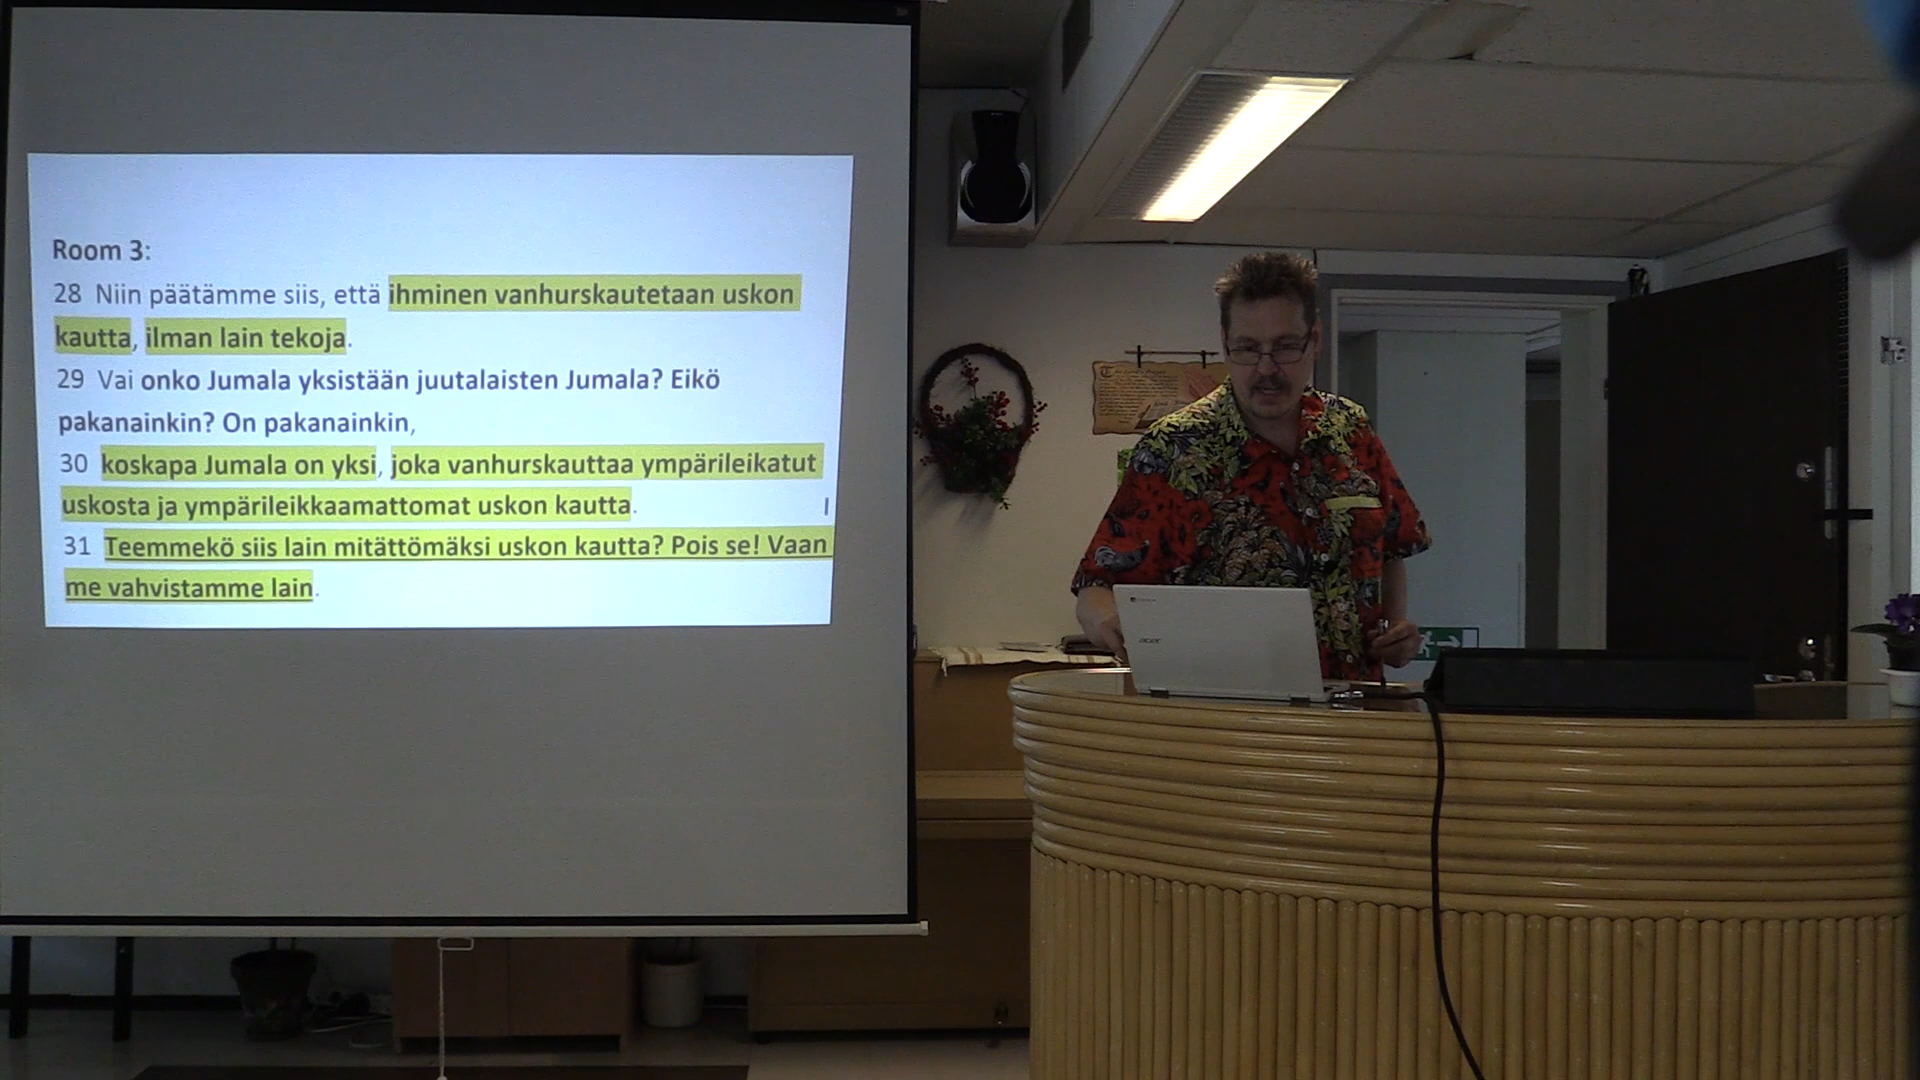 Room 3:
28 Niin päätämme siis, että ihminen vanhurskautetaan uskon
kautta, ilman lain tekoja.
29 Vai onko Jumala yksistään juutalaisten Jumala? Eikö
pakanainkin? On pakanainkin,
30 koskapa Jumala on yksi, joka vanhurskauttaa ympärileikatut
uskosta ja ympärileikkaamattomat uskon kautta.
31 Teemmekö siis lain mitättömäksi uskon kautta? Pois se! Vaan
me vahvistamme lain.
acer